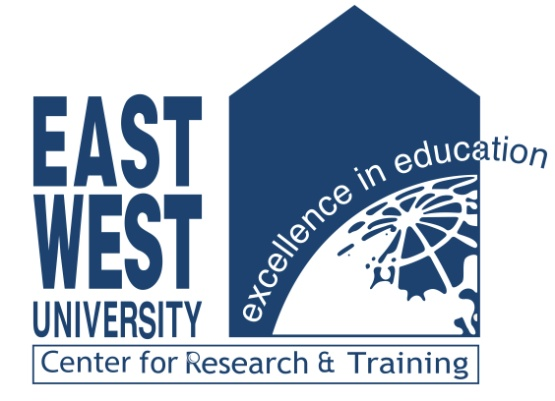 EAST
WEST
UNIVERSITY
excellence in education
Center for Research & Training